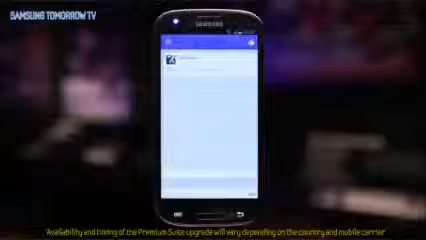 SAMSUNG TOMORROW TV
SAMSUNG
Availability and timing of the Premium Suite upgrade will vary depending on the country and mobile carrier